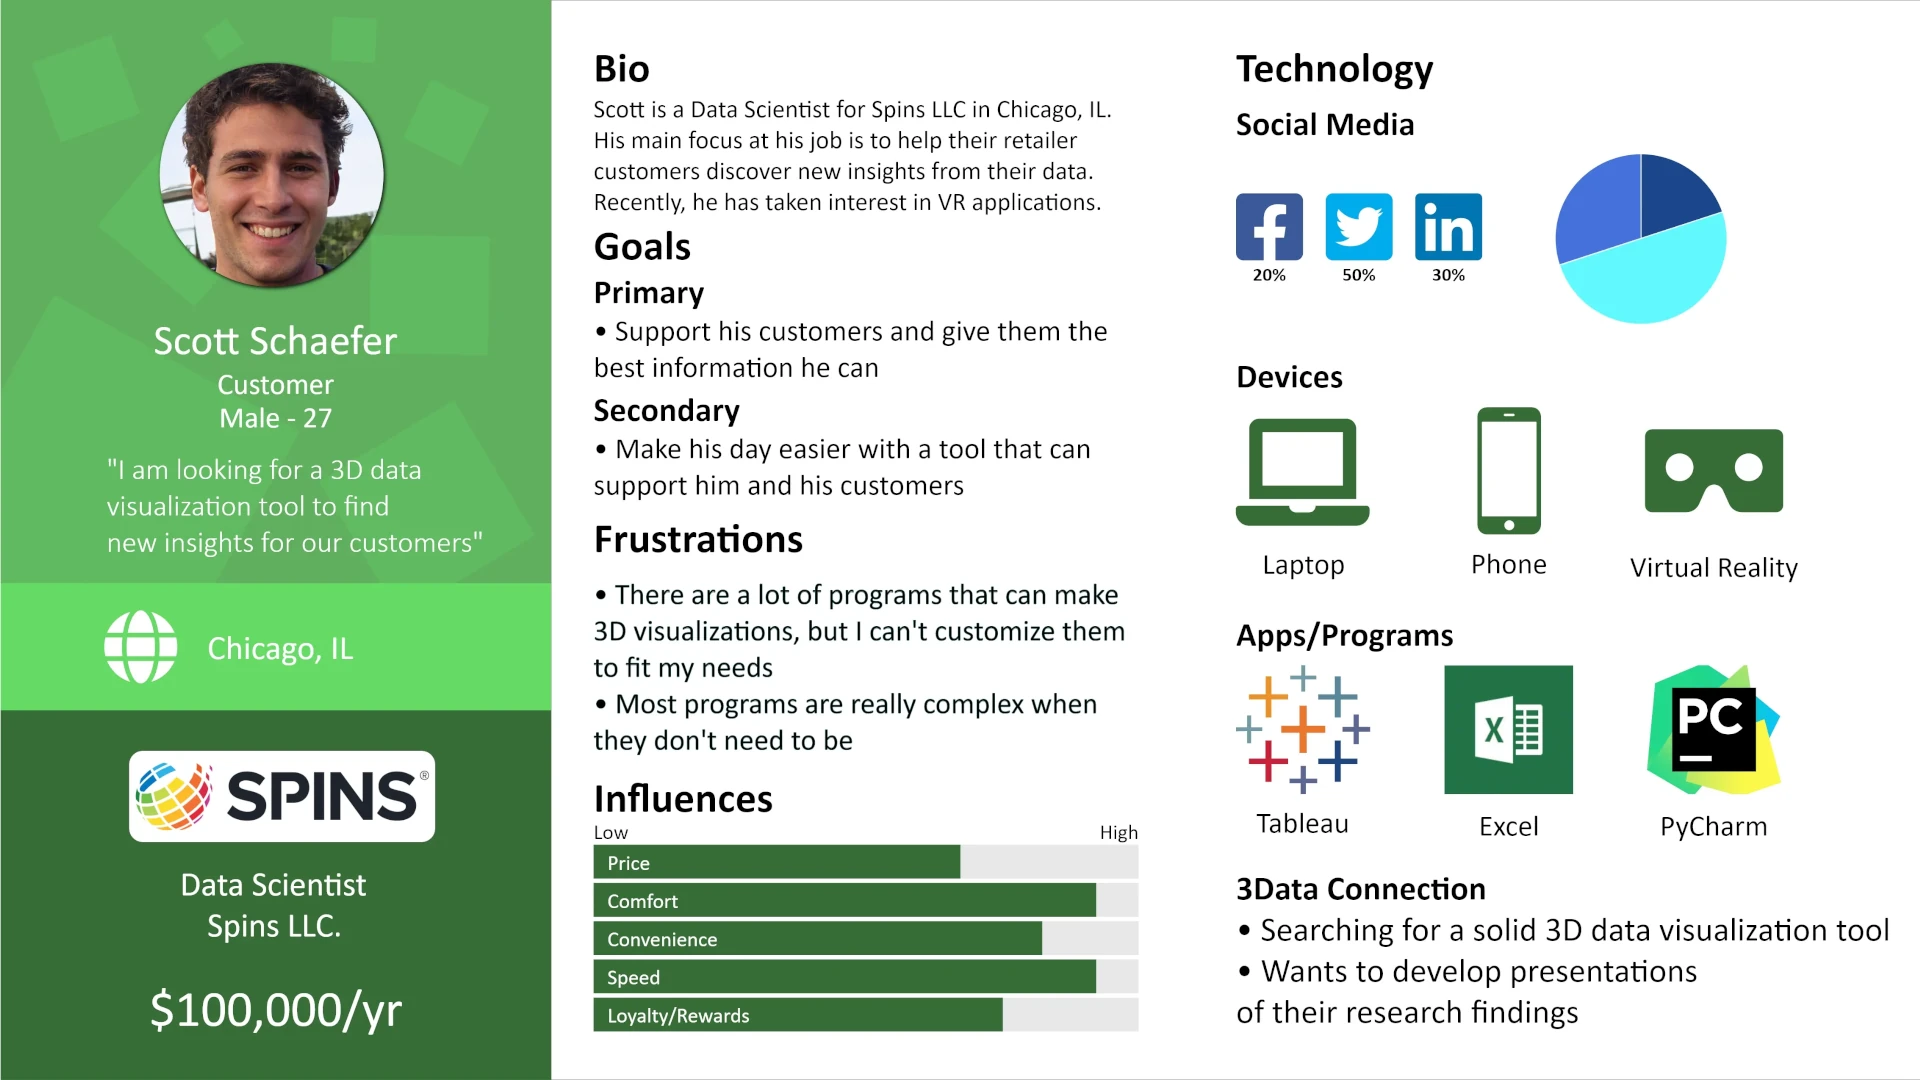 Scott Schaefer
Customer
Male - 27
"I am looking for a 3D data
visualization tool to find
new insights for our customers"
Chicago, IL
SPINS®
Data Scientist
Spins LLC.
$100,000/yr
Bio
Scott is a Data Scientist for Spins LLC in Chicago, IL.
His main focus at his job is to help their retailer
customers discover new insights from their data.
Recently, he has taken interest in VR applications.
Goals
Primary
• Support his customers and give them the
best information he can
Secondary
• Make his day easier with a tool that can
support him and his customers
Frustrations
• There are a lot of programs that can make
3D visualizations, but I can't customize them
to fit my needs
• Most programs are really complex when
they don't need to be
Influences
Low High
Price
Comfort
Convenience
Speed
Loyalty/Rewards
Technology
Social Media
f in
20% 50% 30%
Devices
Laptop Phone Virtual Reality
Apps/Programs
X PC
Tableau Excel PyCharm
3Data Connection
• Searching for a solid 3D data visualization tool
• Wants to develop presentations
of their research findings